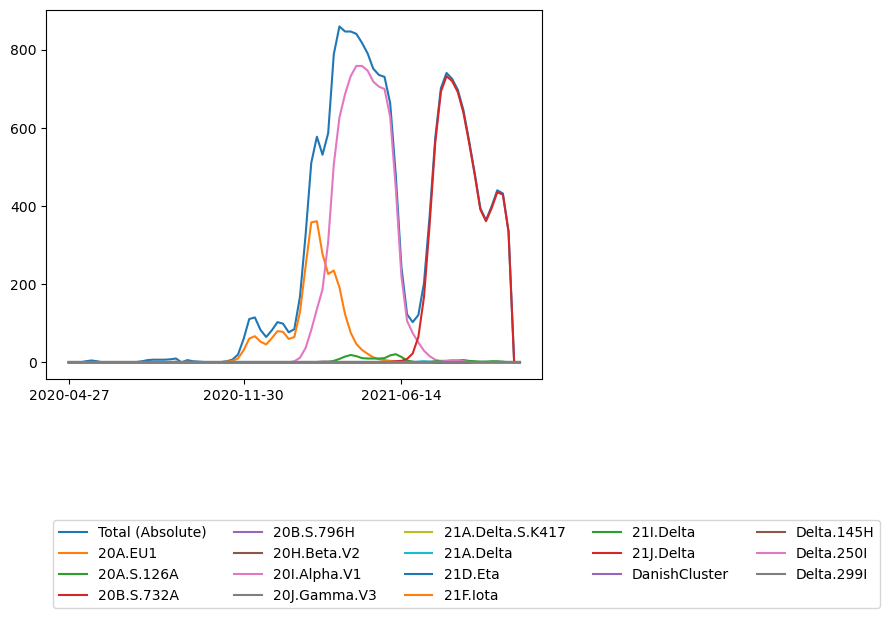 800
600
400
200
0
2020-04-27 2020-11-30 2021-06-14
Total (Absolute) 20B.S.796H 21A.Delta.S.K417 21I.Delta Delta.145H
20A.EU1 20H.Beta.V2 21A.Delta 21J.Delta Delta.250I
20A.S.126A 20I.Alpha.V1 21D.Eta DanishCluster Delta.299I
20B.S.732A 20J.Gamma.V3 21F.Iota